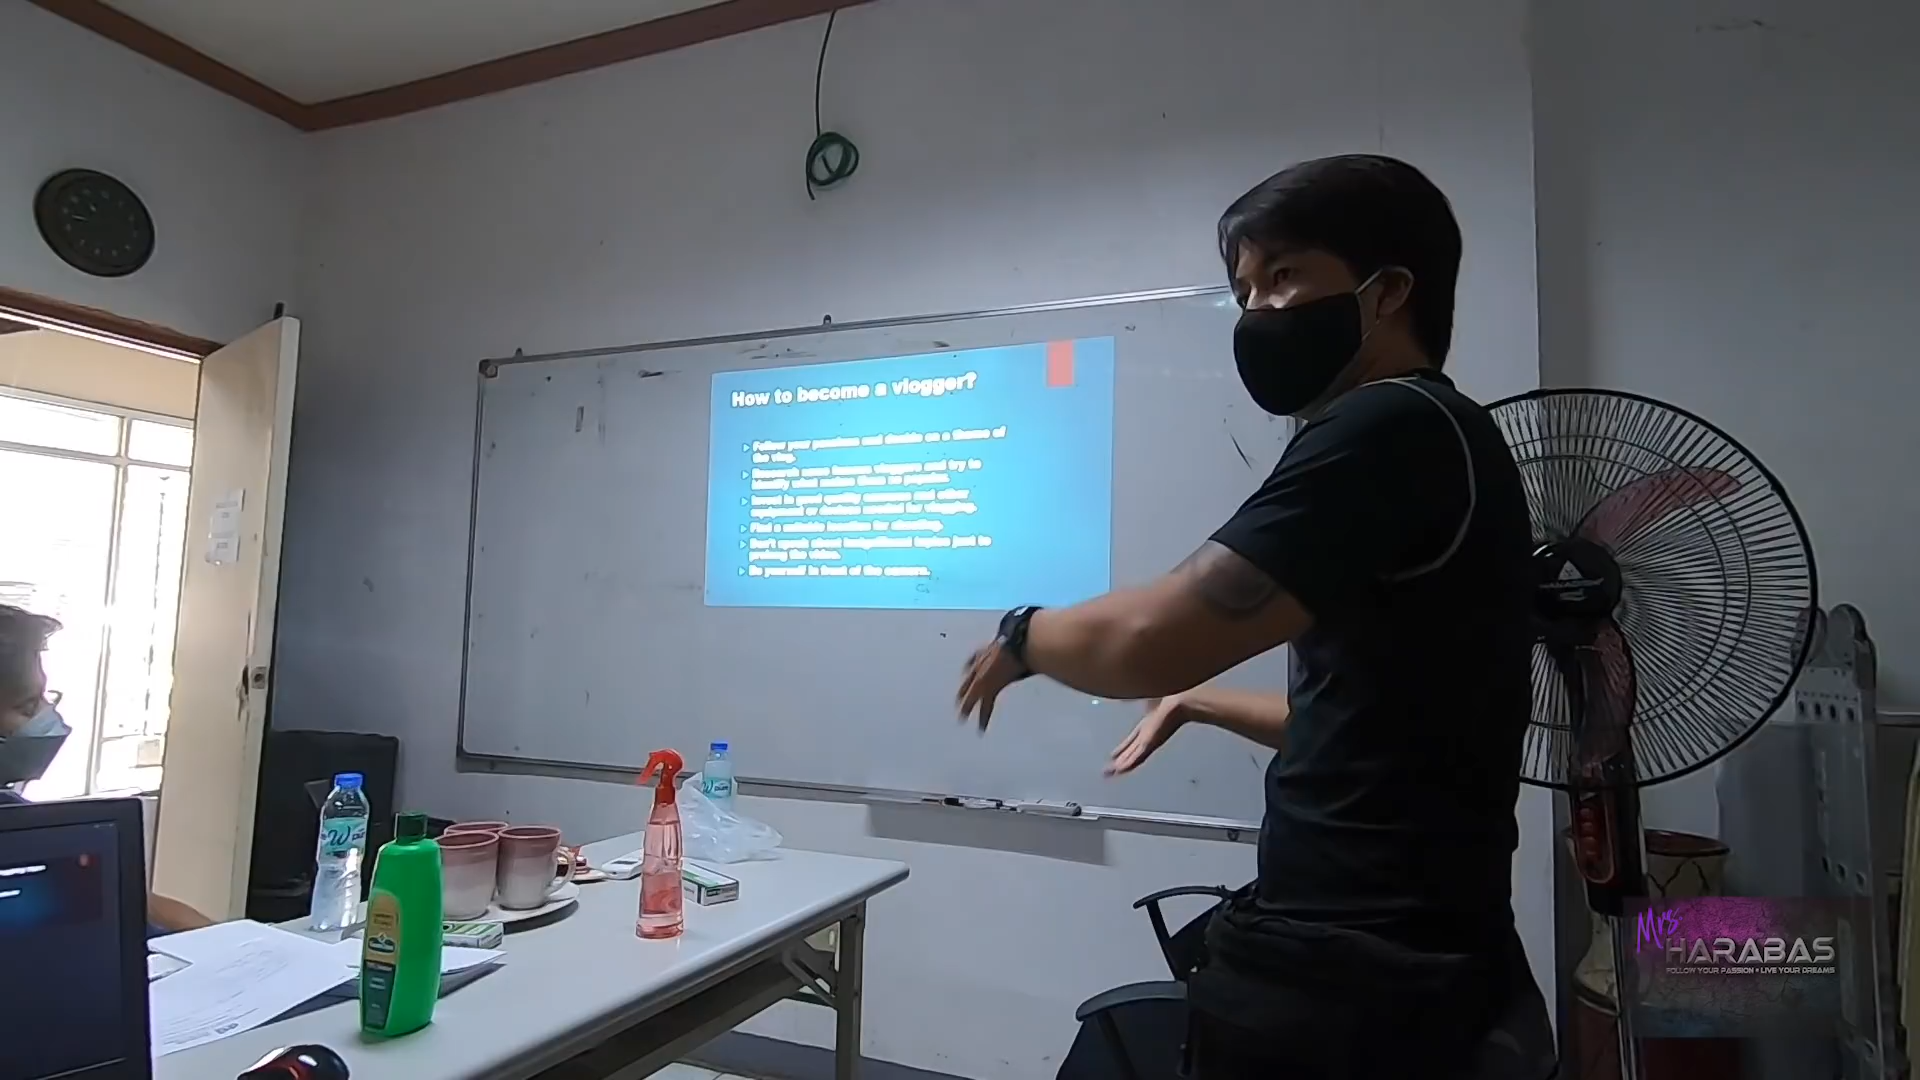 How to become a vlogger?
Follow your passions and decide on a theme of
the vlog.
Research some famous vloggers and try to
identify what makes them so popular.
Invest in good quality cameras and other
equipment or devices needed for vlogging.
Find a suitable location for shooting.
Don't speak about unspecified topics just to
prolong the video.
Be yourself in front of the camera.
Mrs
HARABAS
FOLLOW YOUR PASSION • LIVE YOUR DREAMS